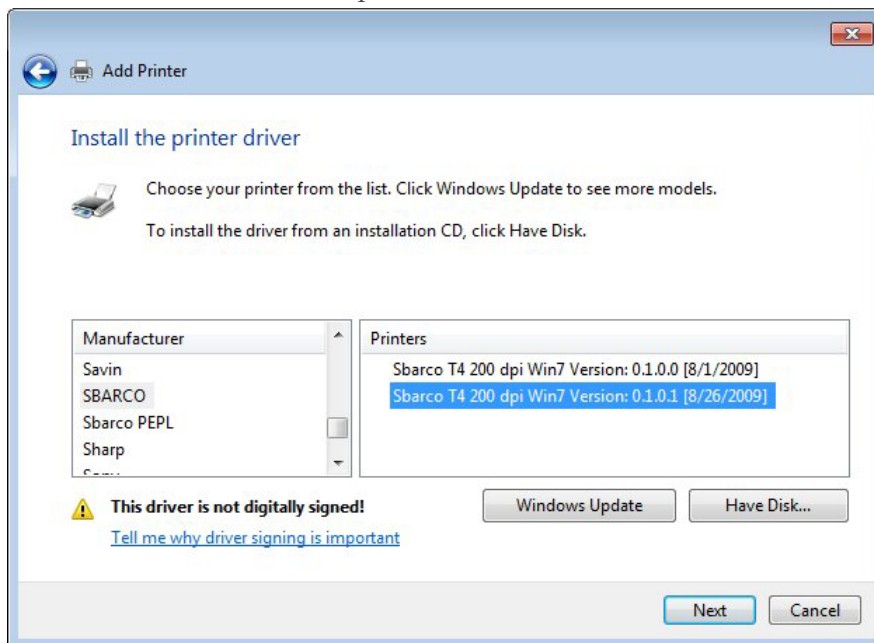 Add Printer
Install the printer driver
Choose your printer from the list. Click Windows Update to see more models.
To install the driver from an installation CD, click Have Disk.
Manufacturer
Savin
SBARCO
Sbarco PEPL
Sharp
Printers
Sbarco T4 200 dpi Win7 Version: 0.1.0.0 [8/1/2009]
Sbarco T4 200 dpi Win7 Version: 0.1.0.1 [8/26/2009]
This driver is not digitally signed!
Tell me why driver signing is important
Windows Update
Have Disk...
Next
Cancel